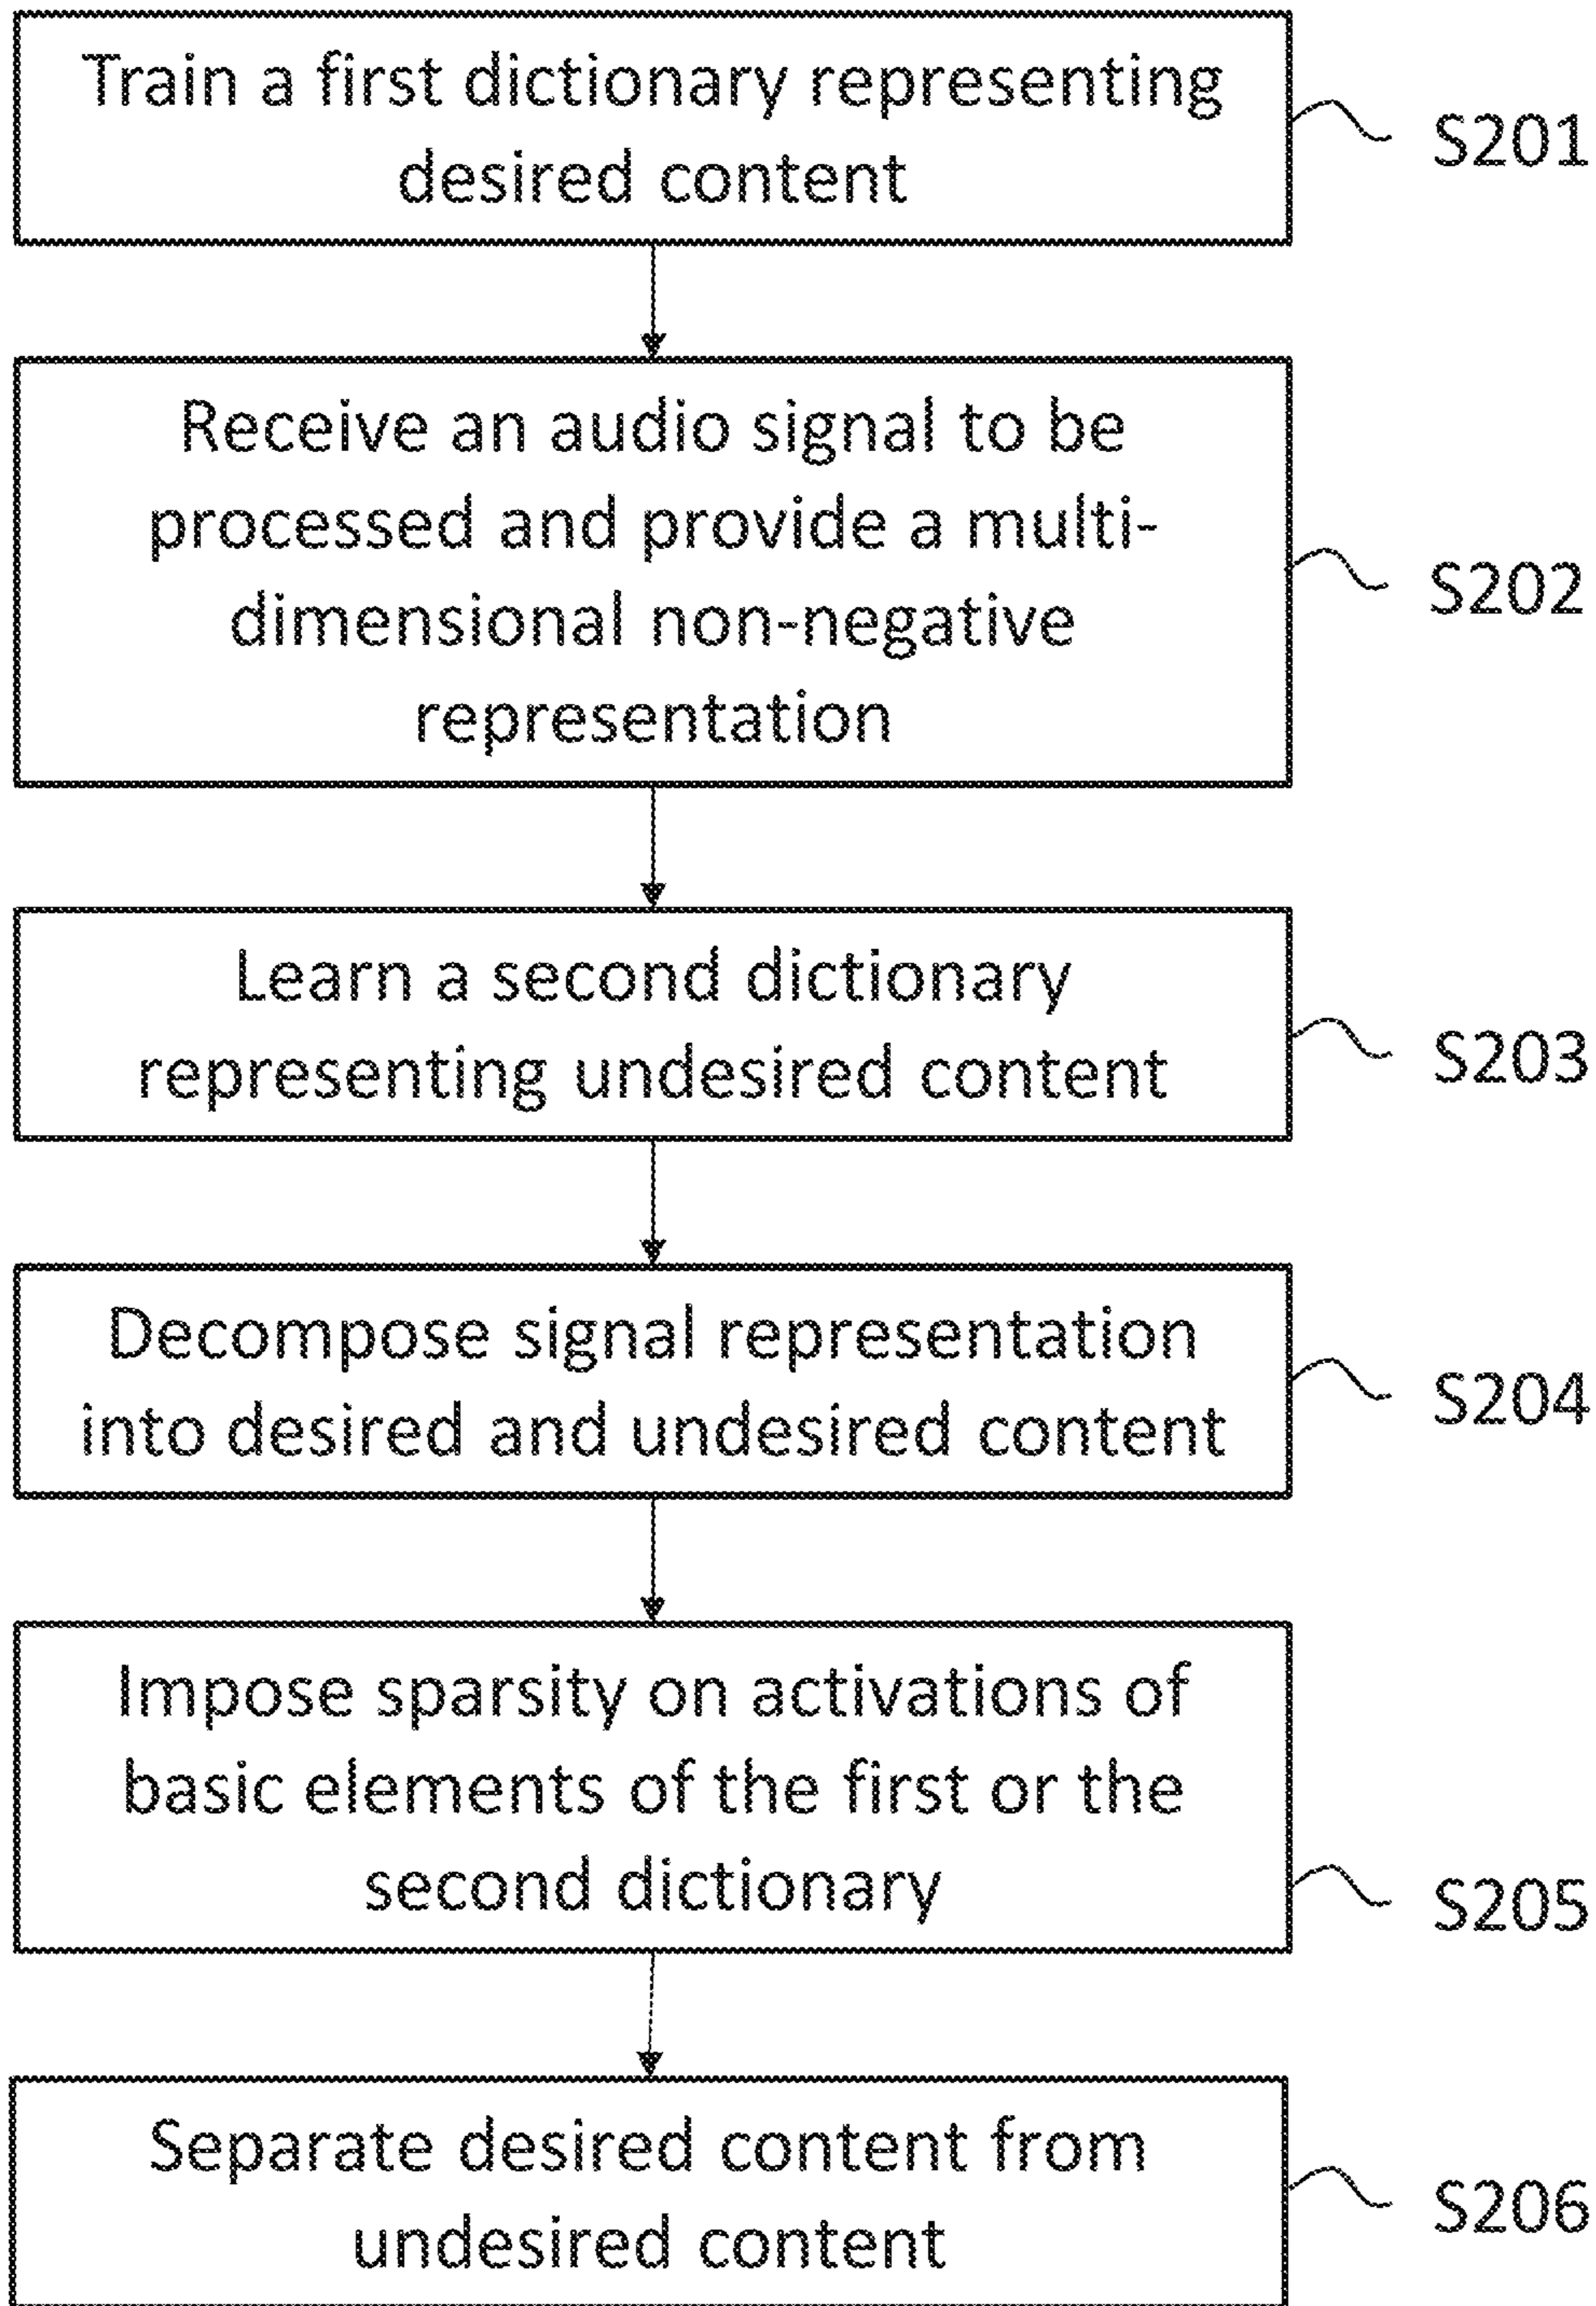 Train a first dictionary representing
desired content
S201
Receive an audio signal to be
processed and provide a multi-
dimensional non-negative
representation
S202
Learn a second dictionary
representing undesired content
S203
Decompose signal representation
into desired and undesired content
S204
Impose sparsity on activations of
basic elements of the first or the
second dictionary
S205
Separate desired content from
undesired content
S206